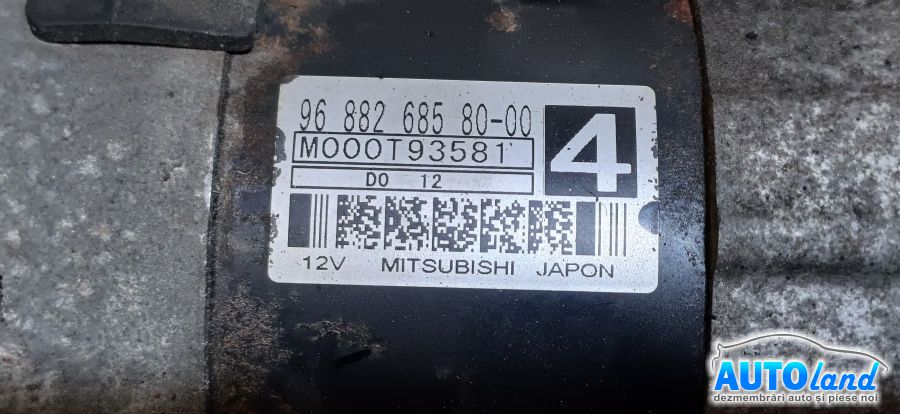 96 882 685 80-00
M000T93581
D0 12
4
12V MITSUBISHI JAPON
AUTOland
dezmembrări auto și piese noi